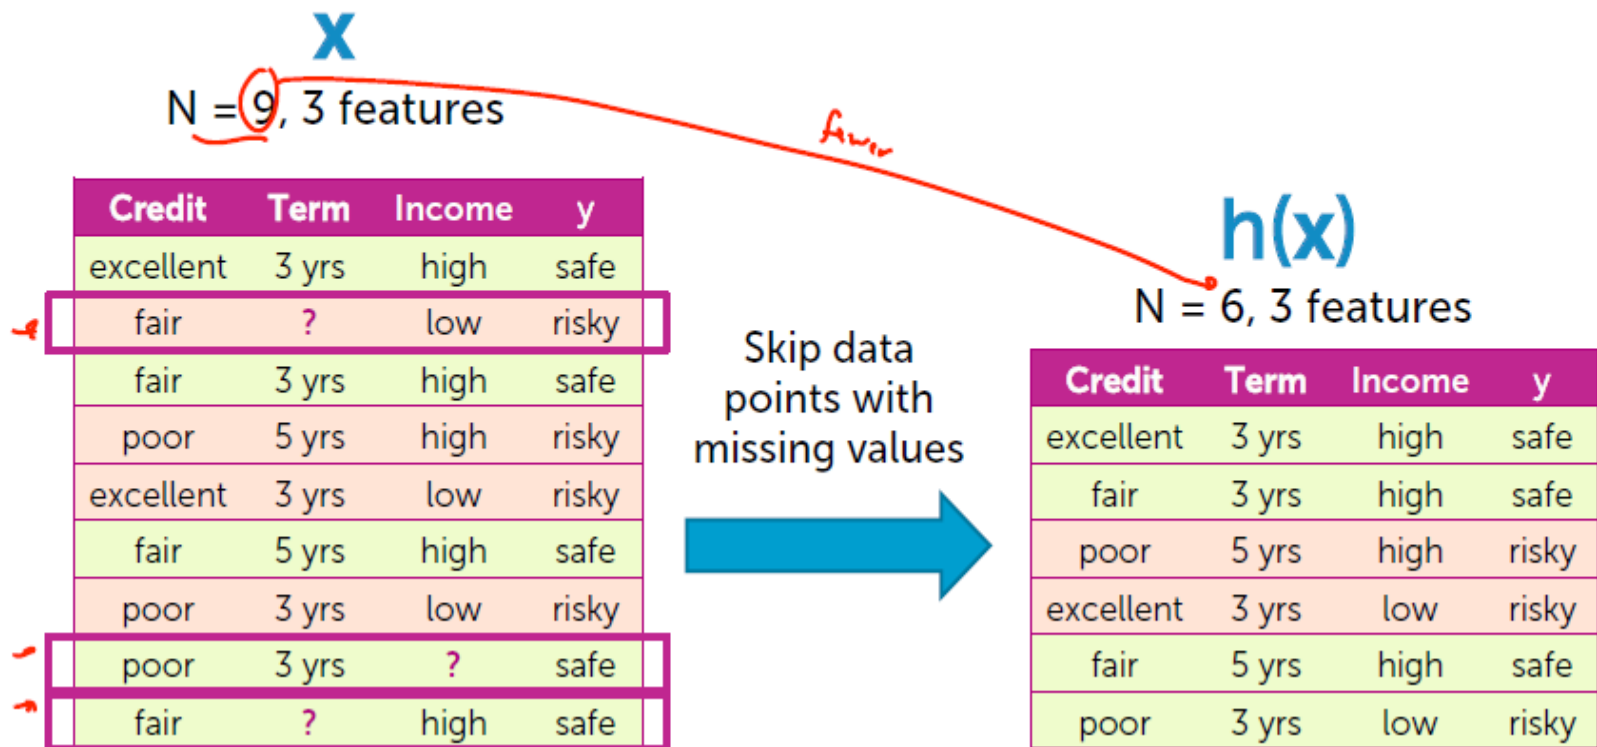 x
N = 9, 3 features
fewer
Credit Term Income y
excellent 3 yrs high safe
fair ? low risky
fair 3 yrs high safe
poor 5 yrs high risky
excellent 3 yrs low risky
fair 5 yrs high safe
poor 3 yrs low risky
poor 3 yrs ? safe
fair ? high safe
Skip data
points with
missing values
h(x)
N = 6, 3 features
Credit Term Income y
excellent 3 yrs high safe
fair 3 yrs high safe
poor 5 yrs high risky
excellent 3 yrs low risky
fair 5 yrs high safe
poor 3 yrs low risky